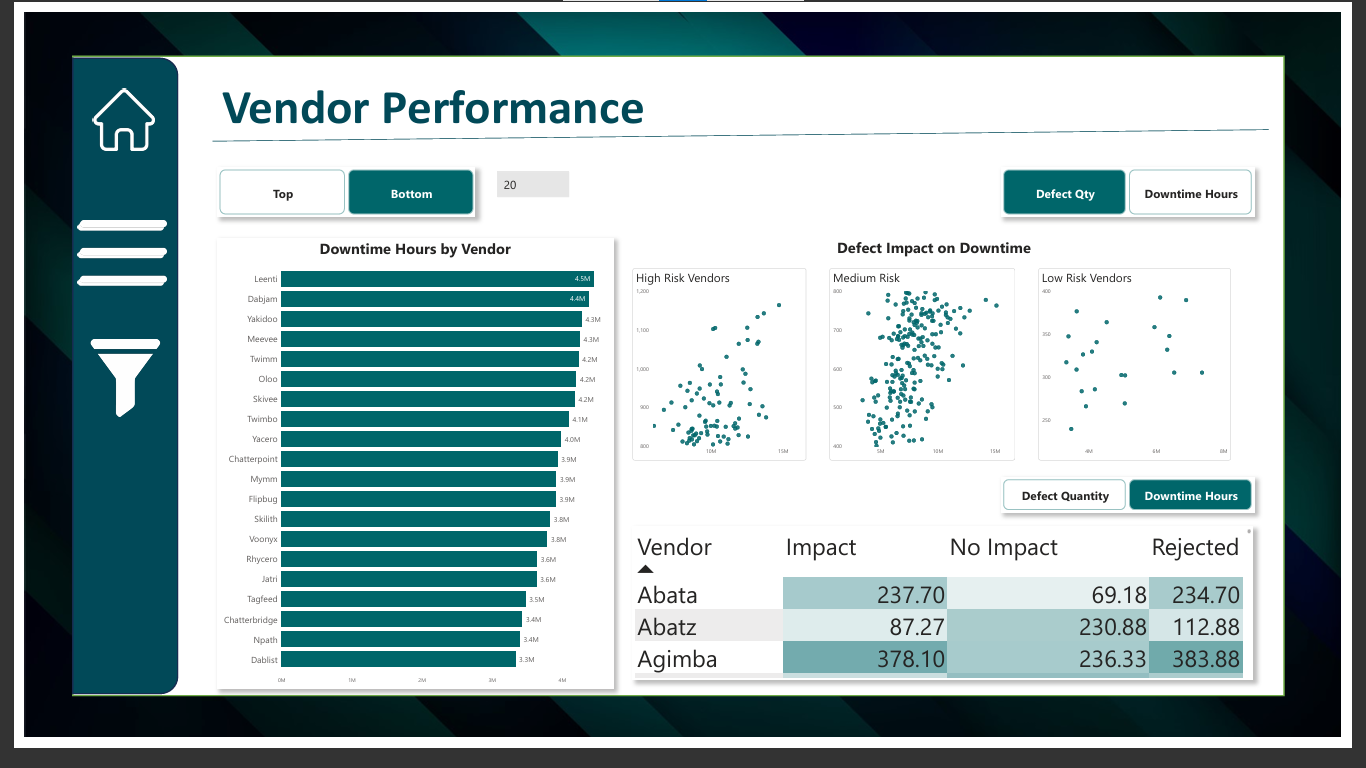 Vendor Performance
Top
Bottom
20
Defect Qty
Downtime Hours
Downtime Hours by Vendor
Leenti 4.5M
Dabjam 4.4M
Yakidoo 4.3M
Meevee 4.3M
Twimm 4.2M
Oloo 4.2M
Skivee 4.2M
Twimbo 4.1M
Yacero 4.0M
Chatterpoint 3.9M
Mymm 3.9M
Flipbug 3.9M
Skilith 3.8M
Voonyx 3.8M
Rhycero 3.6M
Jatri 3.6M
Tagfeed 3.5M
Chatterbridge 3.4M
Npath 3.4M
Dablist 3.3M
0M 1M 2M 3M 4M
Defect Impact on Downtime
High Risk Vendors
1,200
1,100
1,000
900
800
10M 15M
Medium Risk
800
700
600
500
400
5M 10M 15M
Low Risk Vendors
400
350
300
250
4M 6M 8M
Defect Quantity
Downtime Hours
Vendor Impact No Impact Rejected
Abata 237.70 69.18 234.70
Abatz 87.27 230.88 112.88
Agimba 378.10 236.33 383.88